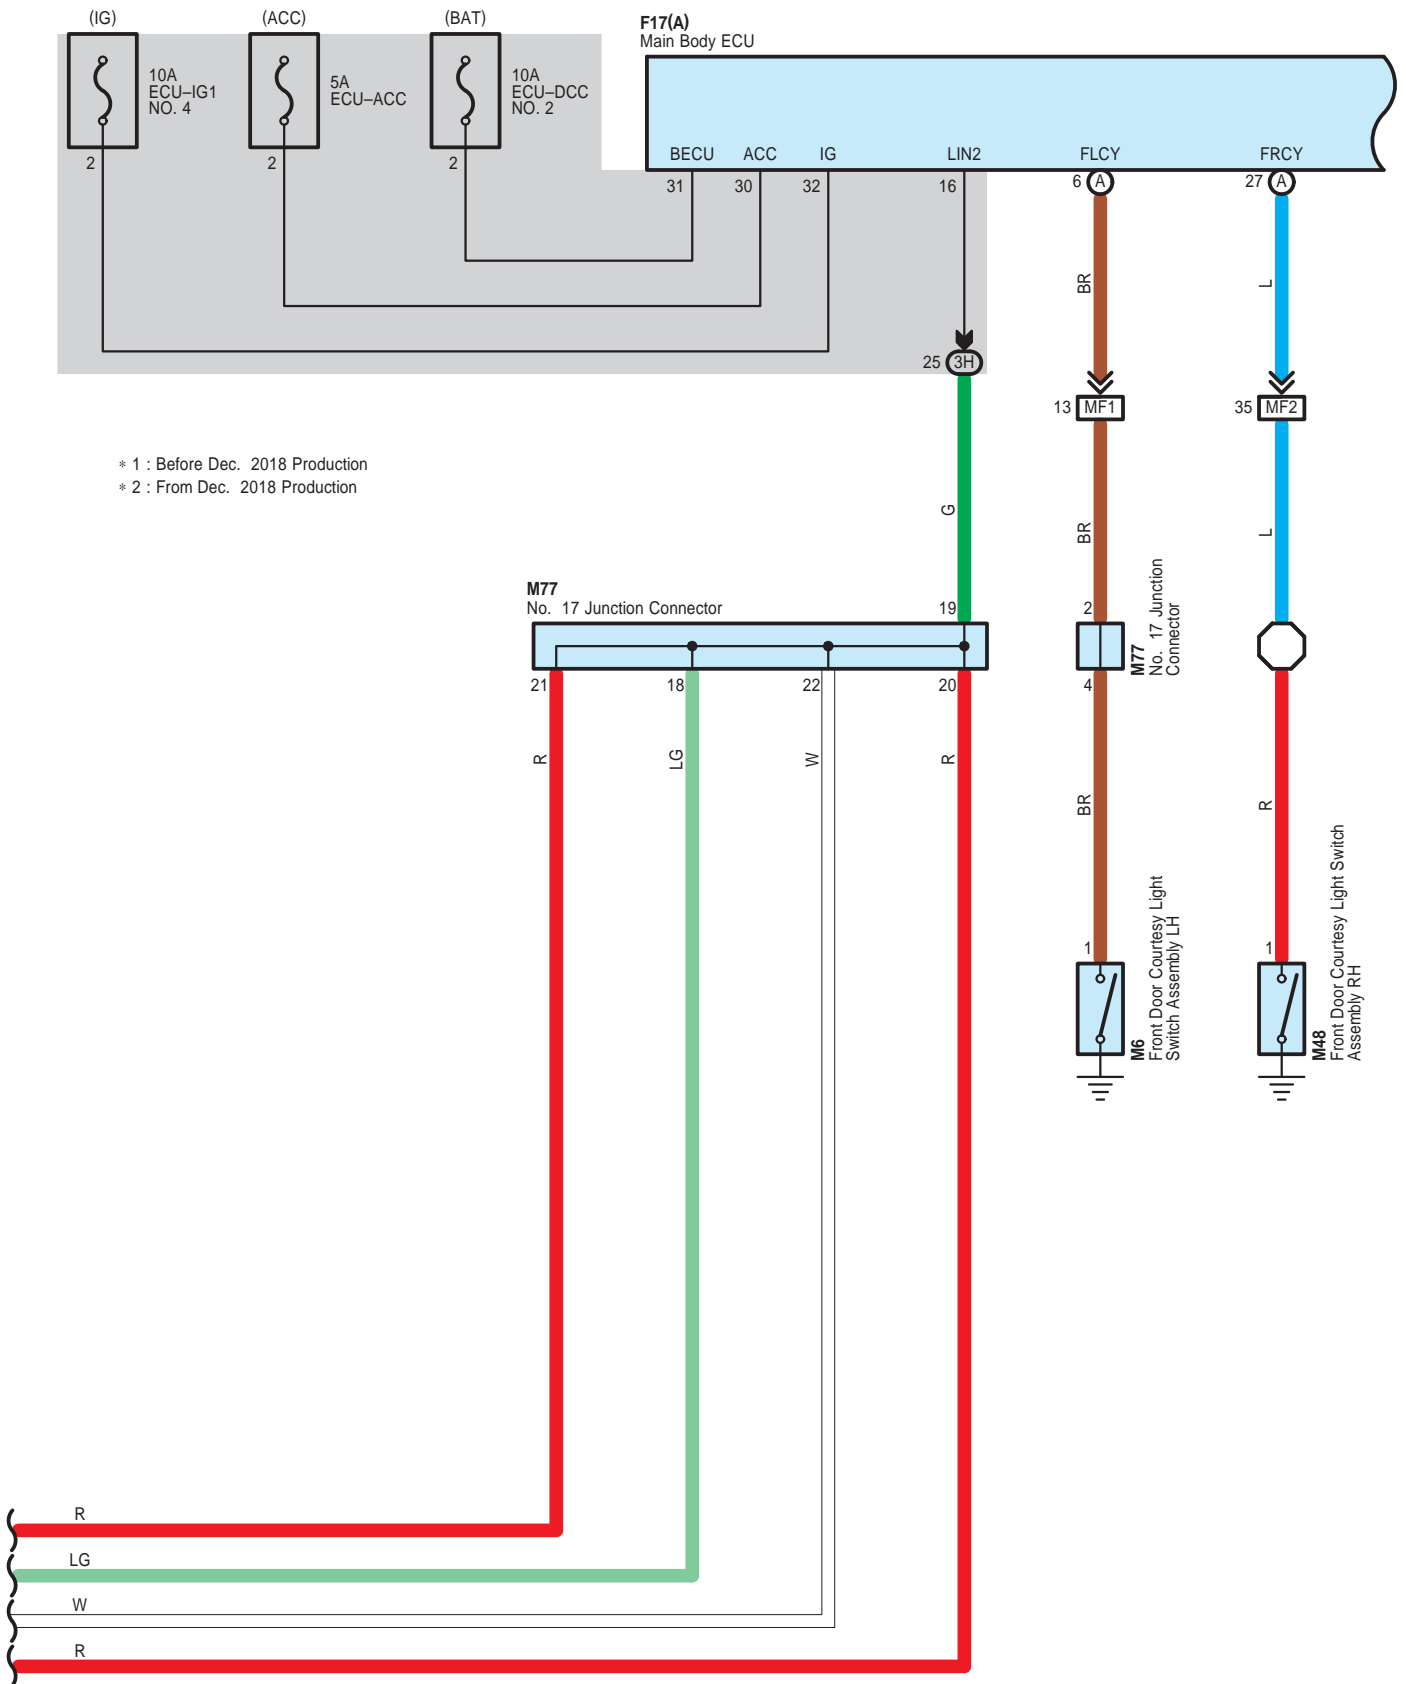 (IG)
(ACC)
(BAT)
F17(A)
Main Body ECU
10A
ECU–IG1
NO. 4
5A
ECU–ACC
10A
ECU–DCC
NO. 2
2
2
2
BECU
ACC
IG
LIN2
FLCY
FRCY
31
30
32
16
6
A
27
A
BR
L
25
3H
13
MF1
35
MF2
* 1 : Before Dec. 2018 Production
* 2 : From Dec. 2018 Production
G
BR
L
M77
No. 17 Junction Connector
19
2
M77
No. 17 Junction
Connector
21
18
22
20
4
R
LG
W
R
BR
R
1
M6
Front Door Courtesy Light
Switch Assembly LH
1
M48
Front Door Courtesy Light Switch
Assembly RH
R
LG
W
R